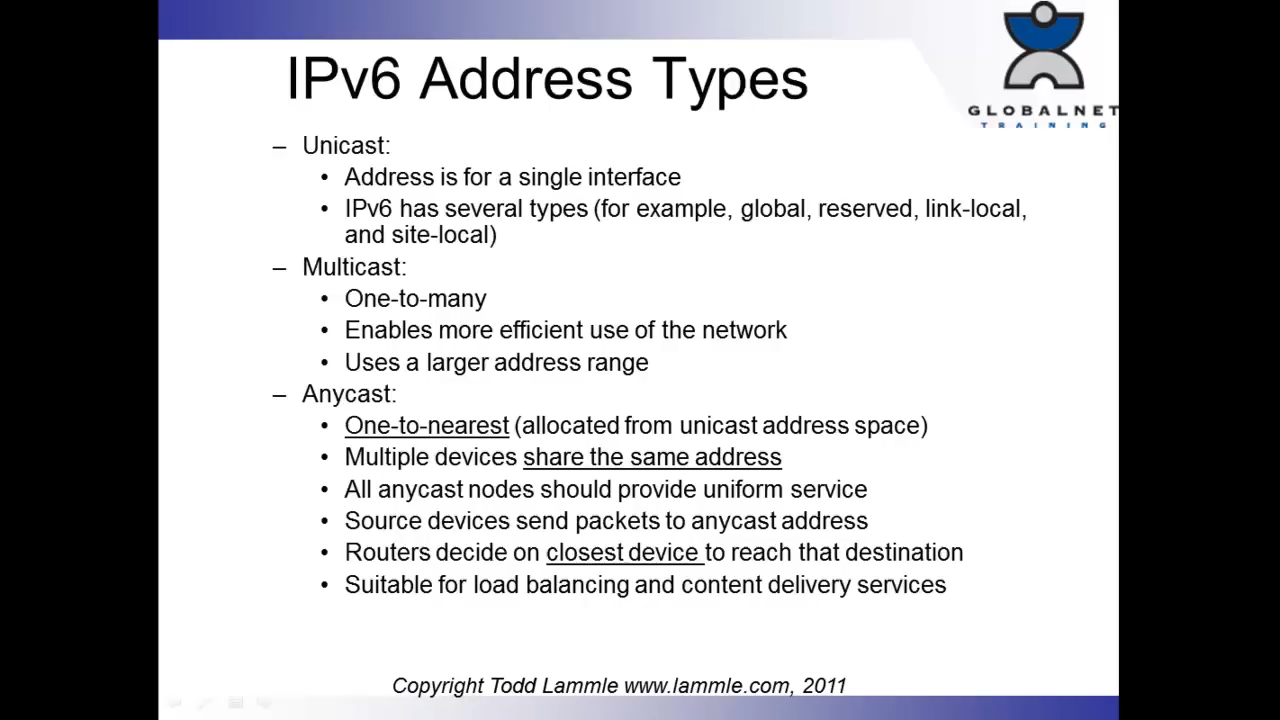 IPv6 Address Types
GLOBALNET
TRAINING
– Unicast:
• Address is for a single interface
• IPv6 has several types (for example, global, reserved, link-local,
and site-local)
– Multicast:
• One-to-many
• Enables more efficient use of the network
• Uses a larger address range
– Anycast:
• One-to-nearest (allocated from unicast address space)
• Multiple devices share the same address
• All anycast nodes should provide uniform service
• Source devices send packets to anycast address
• Routers decide on closest device to reach that destination
• Suitable for load balancing and content delivery services
Copyright Todd Lammle www.lammle.com, 2011